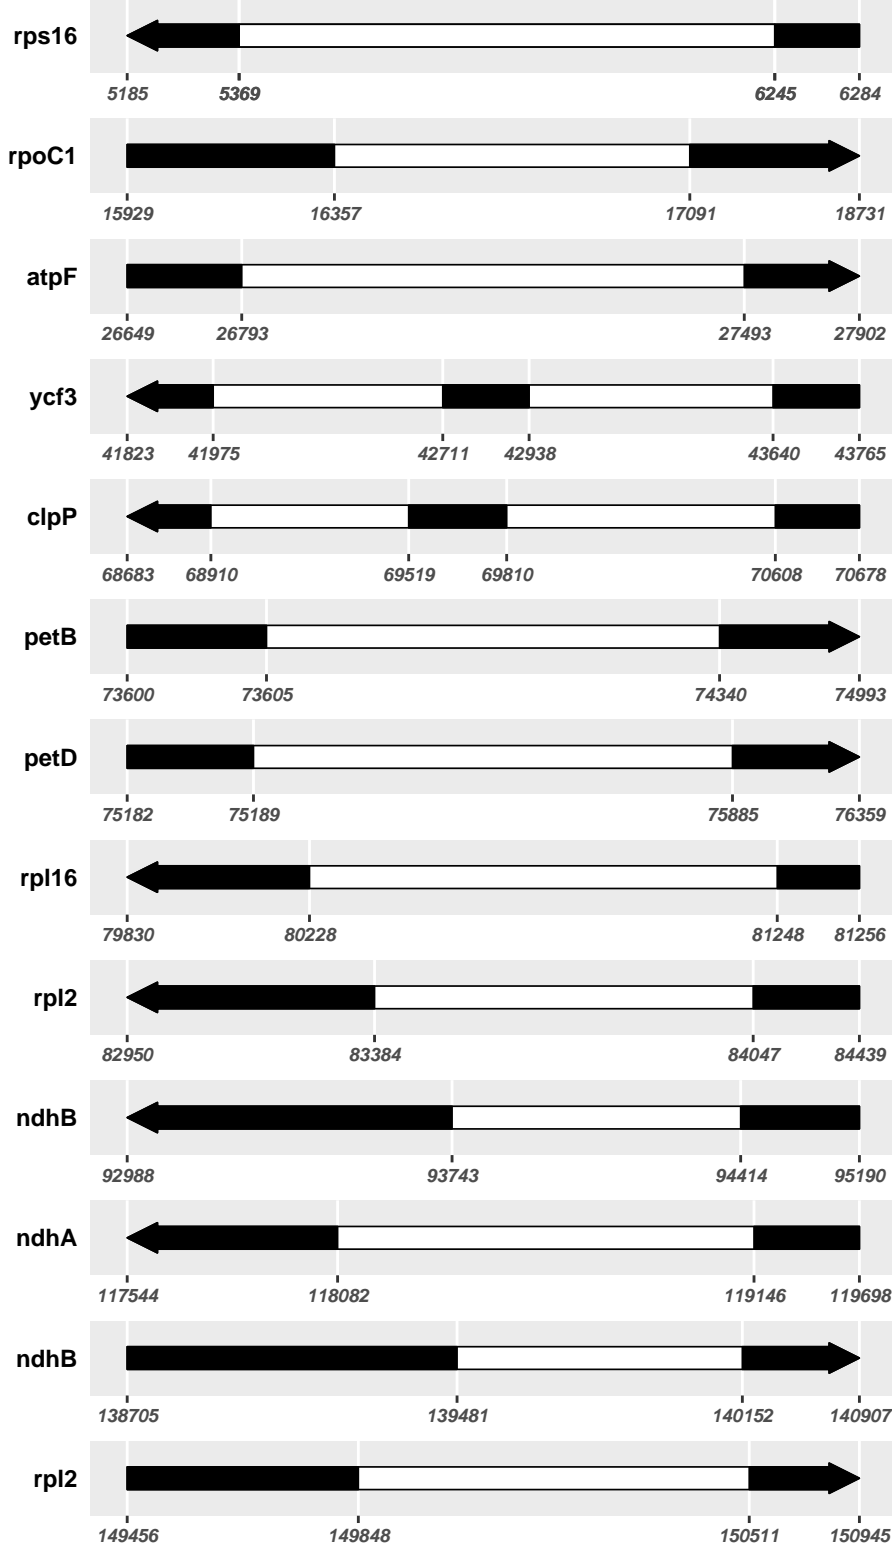 rps16
5185 5369 6245 6284
rpoC1
15929 16357 17091 18731
atpF
26649 26793 27493 27902
ycf3
41823 41975 42711 42938 43640 43765
clpP
68683 68910 69519 69810 70608 70678
petB
73600 73605 74340 74993
petD
75182 75189 75885 76359
rpl16
79830 80228 81248 81256
rpl2
82950 83384 84047 84439
ndhB
92988 93743 94414 95190
ndhA
117544 118082 119146 119698
ndhB
138705 139481 140152 140907
rpl2
149456 149848 150511 150945